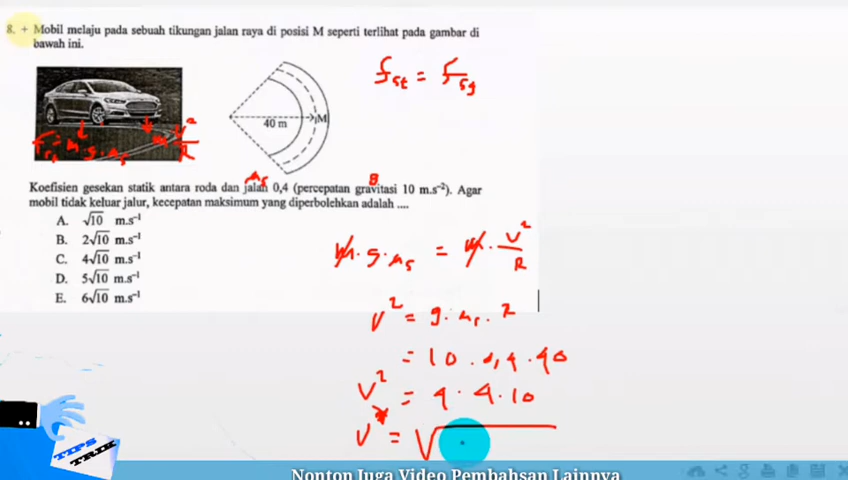 8. + Mobil melaju pada sebuah tikungan jalan raya di posisi M seperti terlihat pada gambar di
bawah ini.
40 m
M
Koefisien gesekan statik antara roda dan jalan 0,4 (percepatan gravitasi 10 m.s⁻²). Agar
mobil tidak keluar jalur, kecepatan maksimum yang diperbolehkan adalah ....
A. √10 m.s⁻¹
B. 2√10 m.s⁻¹
C. 4√10 m.s⁻¹
D. 5√10 m.s⁻¹
E. 6√10 m.s⁻¹
m · g · μs = m · V²/R
V² = g · μs · R
= 10 · 0,4 · 40
V² = 4 · 4 · 10
V = √
TIPS
TRIK
Nonton Juga Video Pembahsan Lainnya